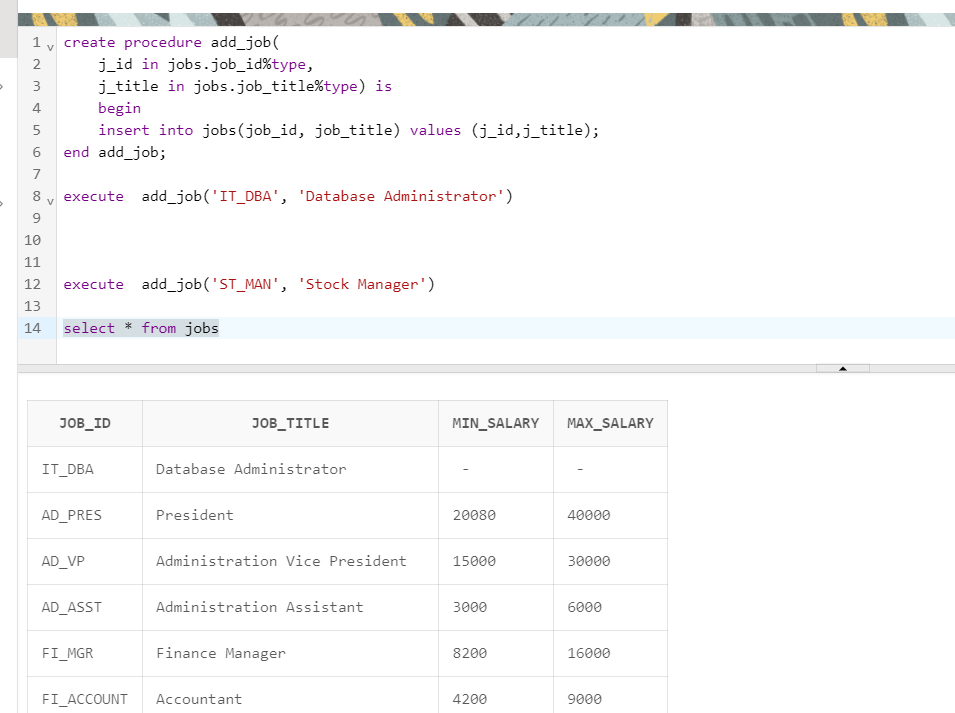 1 create procedure add_job(
2 j_id in jobs.job_id%type,
3 j_title in jobs.job_title%type) is
4 begin
5 insert into jobs(job_id, job_title) values (j_id,j_title);
6 end add_job;
7
8 execute  add_job('IT_DBA', 'Database Administrator')
9
10
11
12 execute  add_job('ST_MAN', 'Stock Manager')
13
14 select * from jobs
JOB_ID JOB_TITLE MIN_SALARY MAX_SALARY
IT_DBA Database Administrator - -
AD_PRES President 20080 40000
AD_VP Administration Vice President 15000 30000
AD_ASST Administration Assistant 3000 6000
FI_MGR Finance Manager 8200 16000
FI_ACCOUNT Accountant 4200 9000